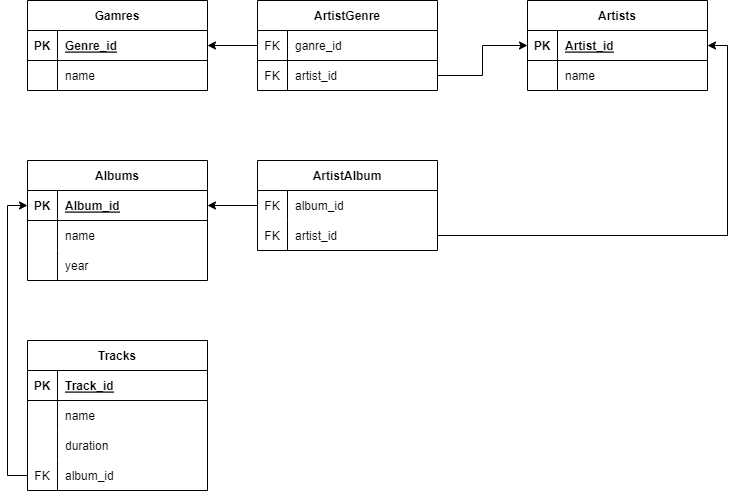 Gamres
PK Genre_id
name
ArtistGenre
FK ganre_id
FK artist_id
Artists
PK Artist_id
name
Albums
PK Album_id
name
year
ArtistAlbum
FK album_id
FK artist_id
Tracks
PK Track_id
name
duration
FK album_id